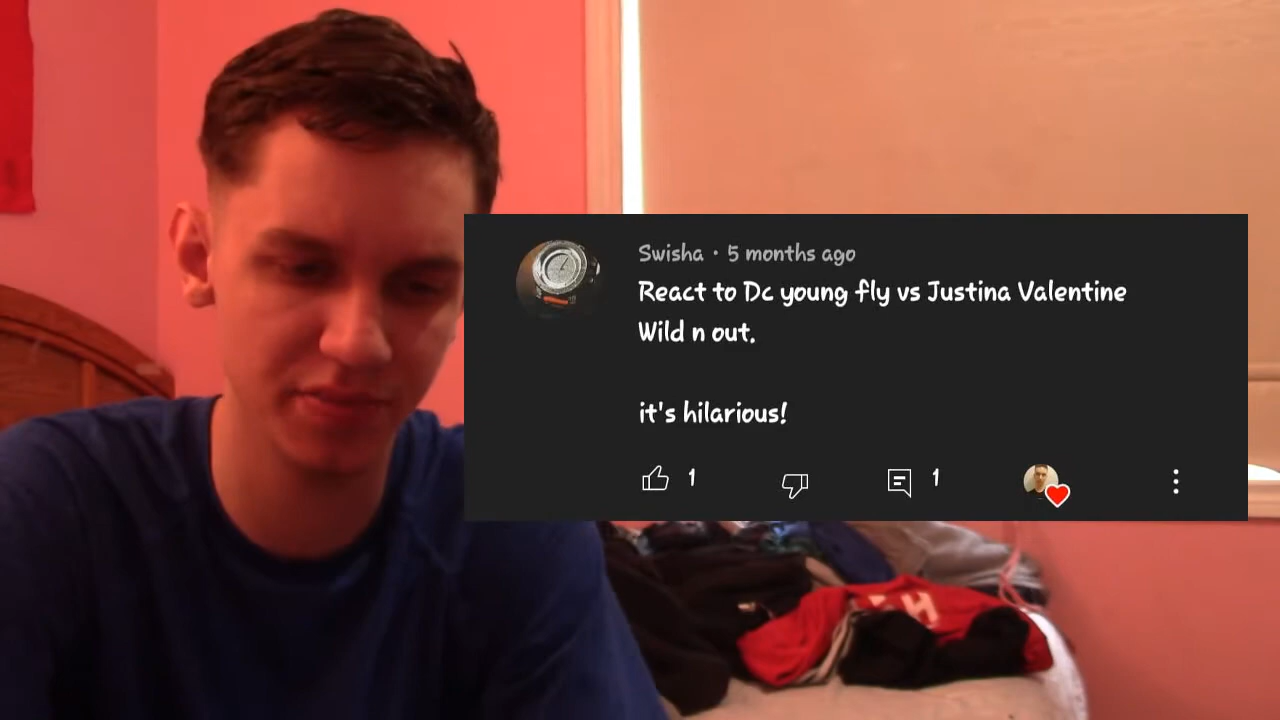 Swisha · 5 months ago
React to Dc young fly vs Justina Valentine
Wild n out.
it's hilarious!
1
1